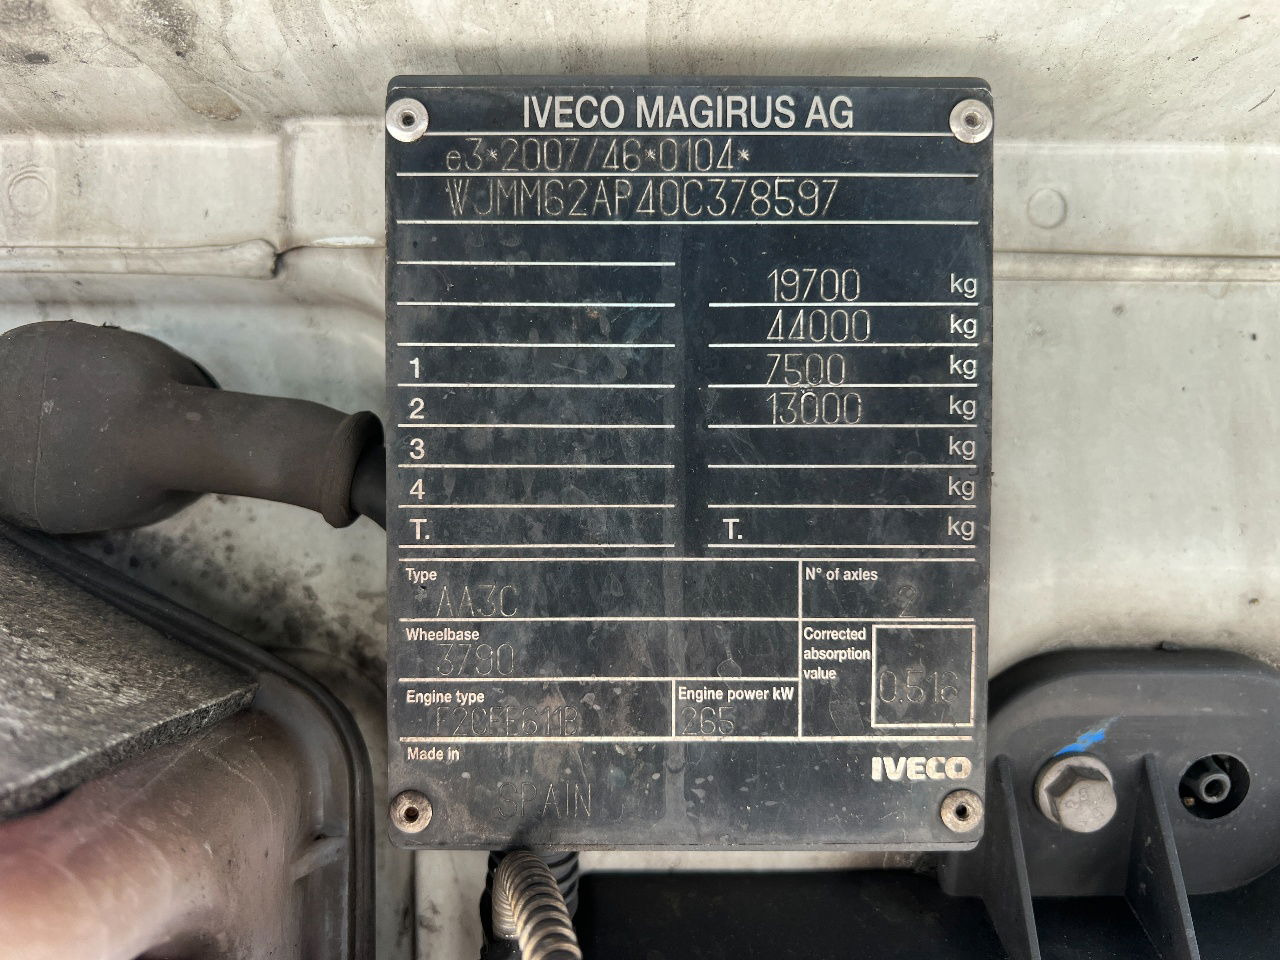 IVECO MAGIRUS AG
e3*2007/46*0104*
WJMM62AP40C378597
19700 kg
44000 kg
1 7500 kg
2 13000 kg
3 kg
4 kg
T. T. kg
Type N° of axles
AA3C 2
Wheelbase Corrected absorption value
3790
0.516
Engine type Engine power kW
F2CFE611B 265
Made in
IVECO
SPAIN